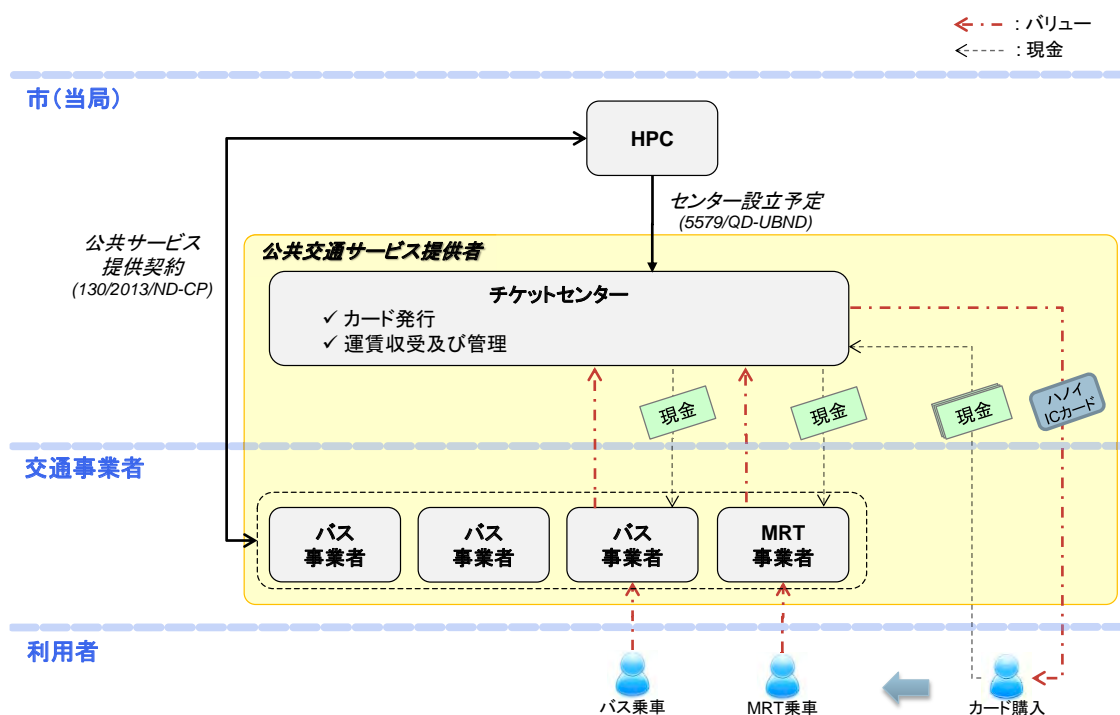 : バリュー
: 現金
市(当局)
HPC
センター設立予定
(5579/QD-UBND)
公共サービス
提供契約
(130/2013/ND-CP)
公共交通サービス提供者
チケットセンター
✓ カード発行
✓ 運賃収受及び管理
現金
現金
現金
ハノイ
ICカード
交通事業者
バス
事業者
バス
事業者
バス
事業者
MRT
事業者
利用者
バス乗車
MRT乗車
カード購入